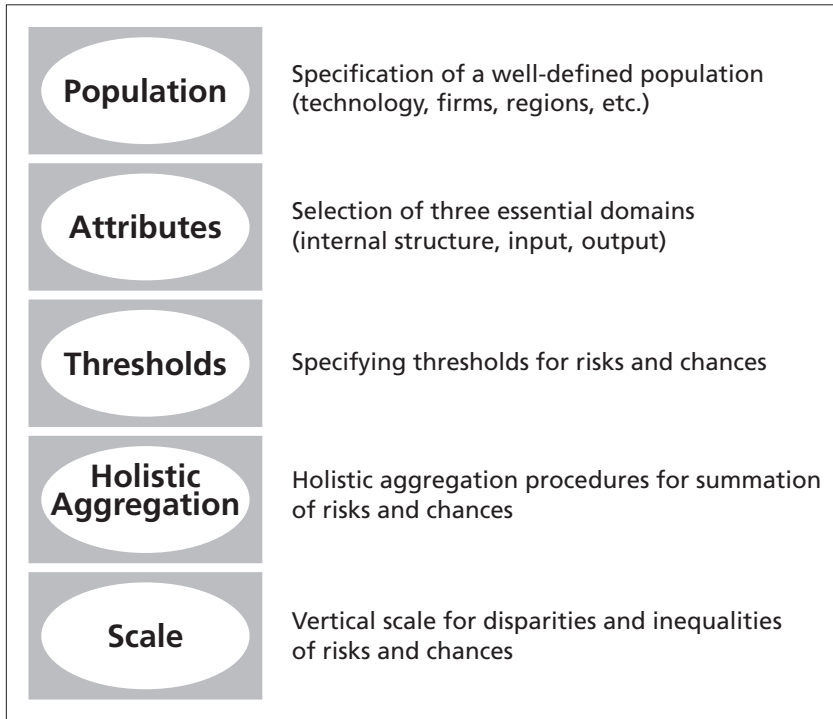 Population
Specification of a well-defined population
(technology, firms, regions, etc.)
Attributes
Selection of three essential domains
(internal structure, input, output)
Thresholds
Specifying thresholds for risks and chances
Holistic
Aggregation
Holistic aggregation procedures for summation
of risks and chances
Scale
Vertical scale for disparities and inequalities
of risks and chances